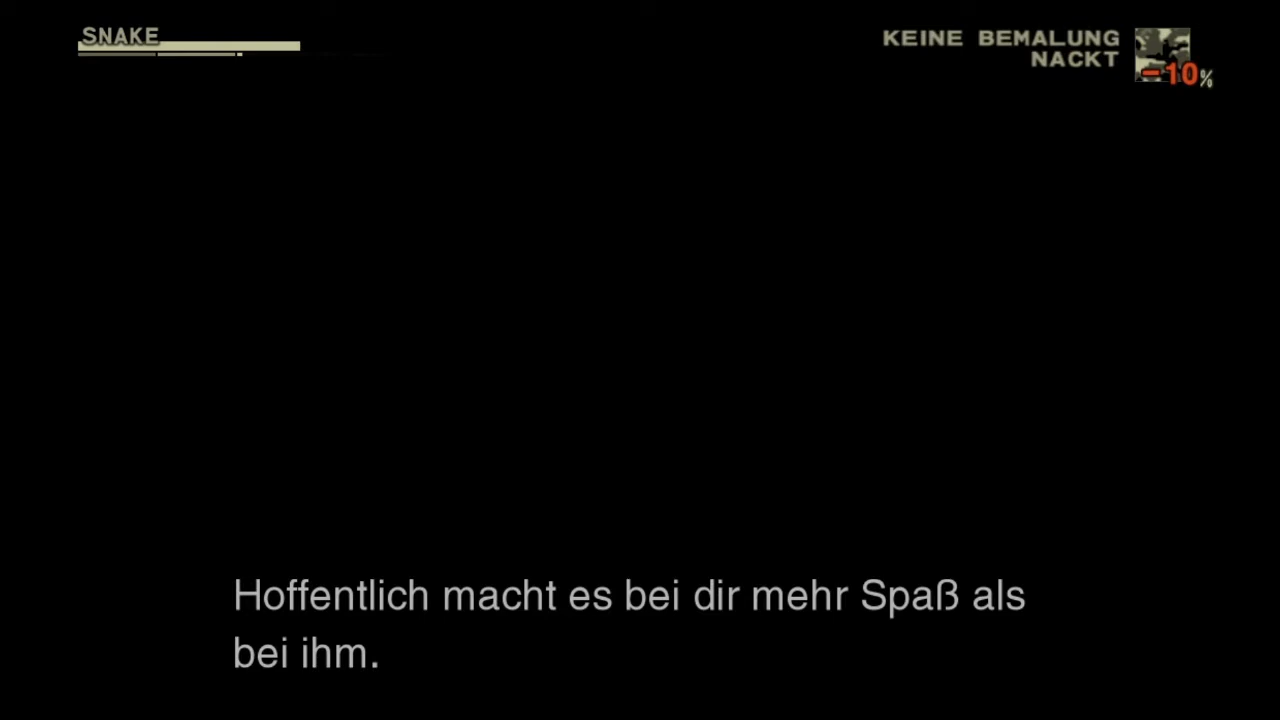 SNAKE
KEINE BEMALUNG
NACKT
-10%
Hoffentlich macht es bei dir mehr Spaß als
bei ihm.